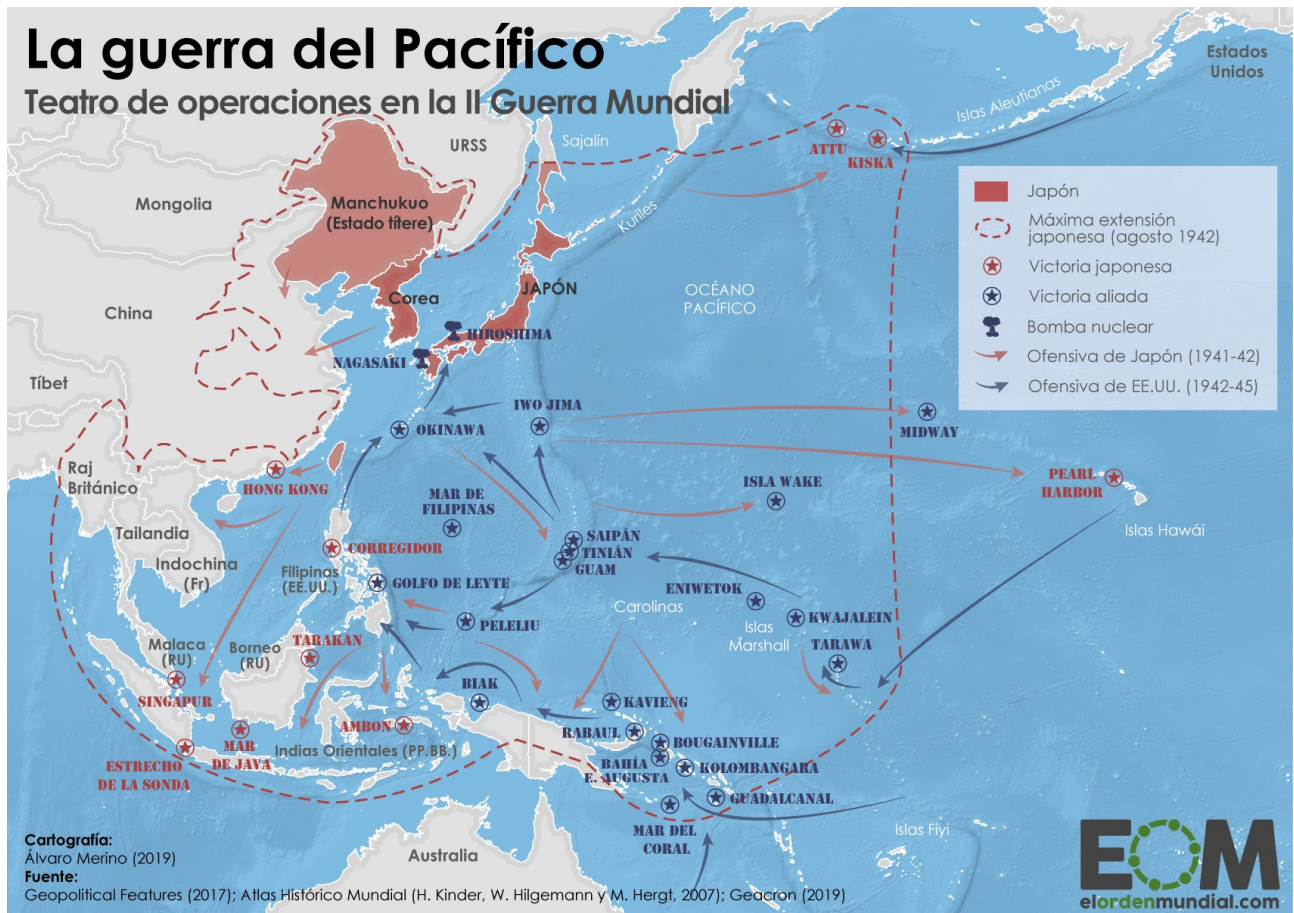 La guerra del Pacífico
Teatro de operaciones en la II Guerra Mundial
Estados
Unidos
Islas Aleutianas
URSS
Sajalín
ATTU
KISKA
Mongolia
Manchukuo
(Estado títere)
Kuriles
Japón
Máxima extensión
japonesa (agosto 1942)
Victoria japonesa
Victoria aliada
Bomba nuclear
Ofensiva de Japón (1941-42)
Ofensiva de EE.UU. (1942-45)
China
Corea
JAPÓN
OCÉANO
PACÍFICO
HIROSHIMA
NAGASAKI
Tíbet
IWO JIMA
OKINAWA
MIDWAY
Raj
Británico
HONG KONG
PEARL
HARBOR
ISLA WAKE
MAR DE
FILIPINAS
Islas Hawái
Tailandia
Indochina
(Fr)
CORREGIDOR
SAIPÁN
TINIÁN
GUAM
Filipinas
(EE.UU.)
GOLFO DE LEYTE
ENIWETOK
Carolinas
KWAJALEIN
PELELIU
Islas
Marshall
TARAWA
Malaca
(RU)
Borneo
(RU)
TARAKAN
SINGAPUR
BIAK
KAVIENG
AMBON
RABAUL
MAR
DE JAVA
Indias Orientales (PP.BB.)
BOUGAINVILLE
BAHÍA
E. AUGUSTA
KOLOMBANGARA
ESTRECHO
DE LA SONDA
GUADALCANAL
MAR DEL
CORAL
Islas Fiyi
Australia
Cartografía:
Álvaro Merino (2019)
Fuente:
Geopolitical Features (2017); Atlas Histórico Mundial (H. Kinder, W. Hilgemann y M. Hergt, 2007); Geacron (2019)
EOM
elordenmundial.com